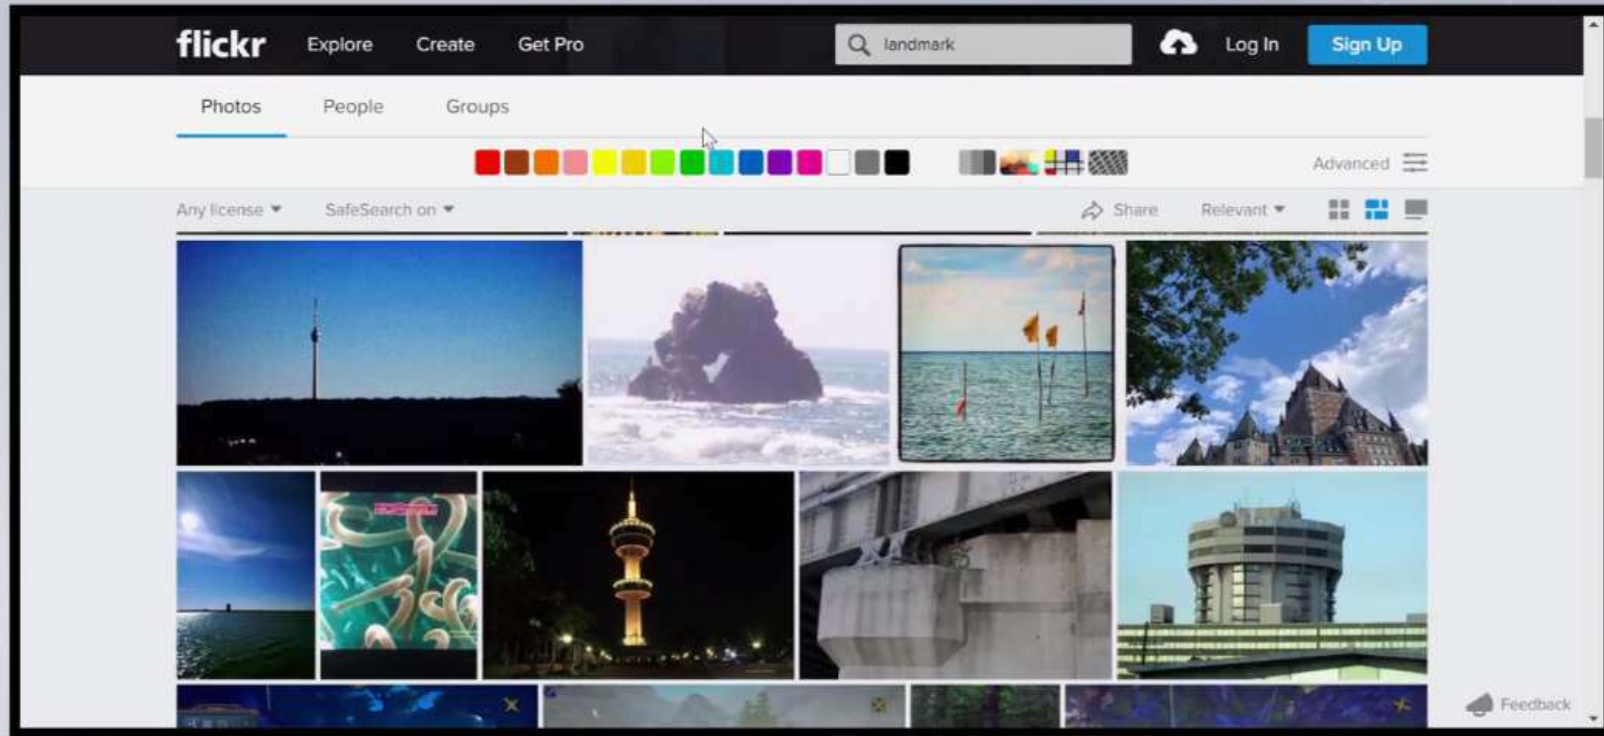 flickr Explore Create Get Pro landmark Log In Sign Up
Photos People Groups
Advanced
Any license SafeSearch on Share Relevant
Feedback